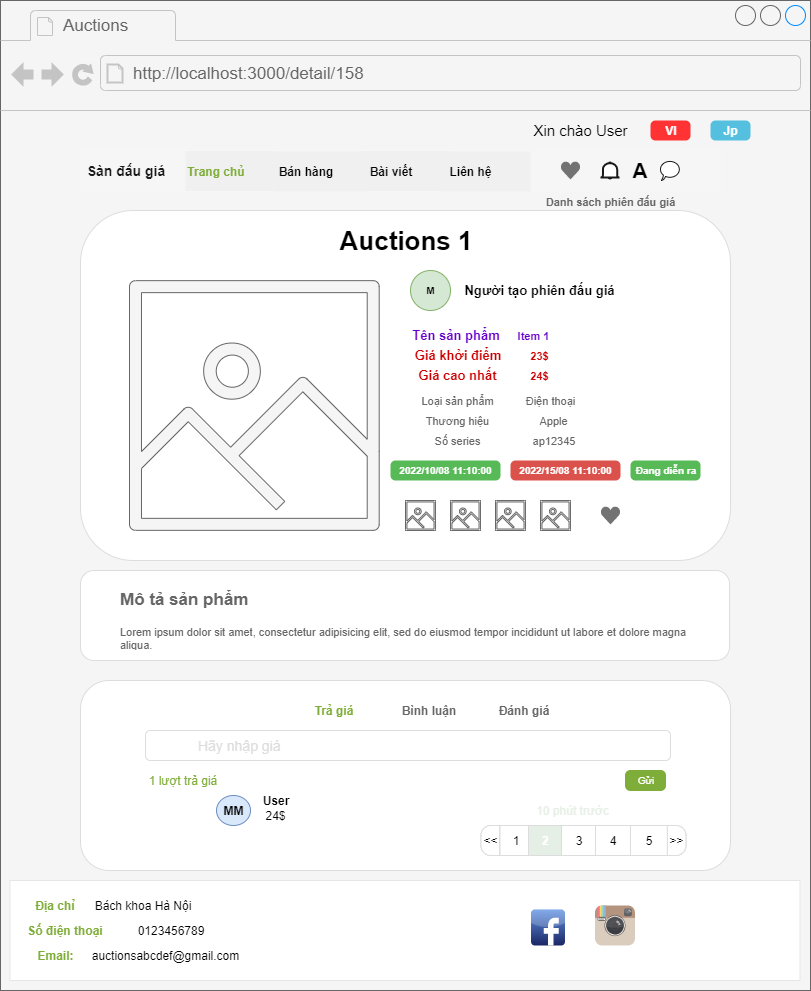 Auctions
http://localhost:3000/detail/158
Xin chào User VI Jp
Sàn đấu giá Trang chủ Bán hàng Bài viết Liên hệ A
Danh sách phiên đấu giá
Auctions 1
M Người tạo phiên đấu giá
Tên sản phẩm Item 1
Giá khởi điểm 23$
Giá cao nhất 24$
Loại sản phẩm Điện thoại
Thương hiệu Apple
Số series ap12345
2022/10/08 11:10:00 2022/15/08 11:10:00 Đang diễn ra
Mô tả sản phẩm
Lorem ipsum dolor sit amet, consectetur adipisicing elit, sed do eiusmod tempor incididunt ut labore et dolore magna
aliqua.
Trả giá Bình luận Đánh giá
Hãy nhập giá
1 lượt trả giá Gửi
MM User
24$
10 phút trước
<< 1 2 3 4 5 >>
Địa chỉ Bách khoa Hà Nội
Số điện thoại 0123456789
Email: auctionsabcdef@gmail.com